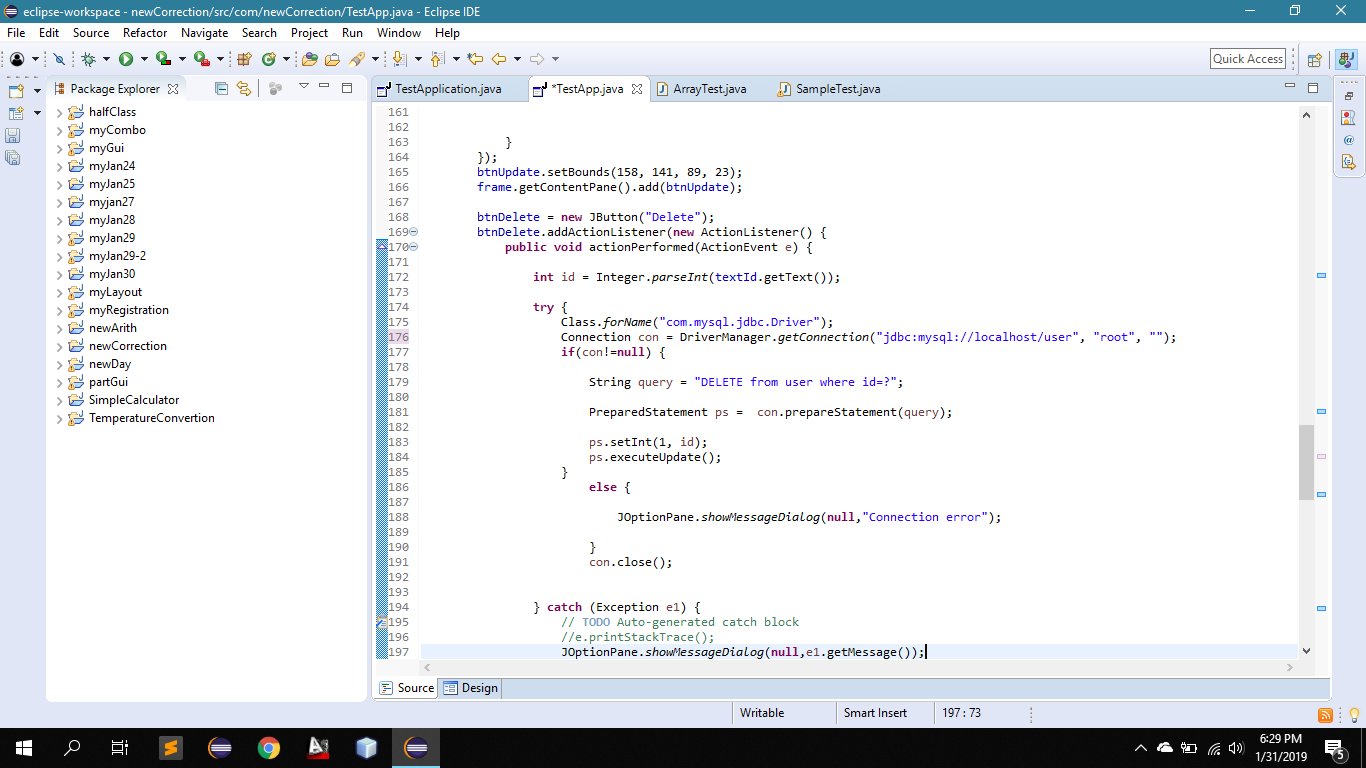 eclipse-workspace - newCorrection/src/com/newCorrection/TestApp.java - Eclipse IDE
File Edit Source Refactor Navigate Search Project Run Window Help
Quick Access
Package Explorer
halfClass
myCombo
myGui
myJan24
myJan25
myjan27
myJan28
myJan29
myJan29-2
myJan30
myLayout
myRegistration
newArith
newCorrection
newDay
partGui
SimpleCalculator
TemperatureConvertion
TestApplication.java *TestApp.java ArrayTest.java SampleTest.java
161
162
163 }
164 });
165 btnUpdate.setBounds(158, 141, 89, 23);
166 frame.getContentPane().add(btnUpdate);
167
168 btnDelete = new JButton("Delete");
169 btnDelete.addActionListener(new ActionListener() {
170 public void actionPerformed(ActionEvent e) {
171
172 int id = Integer.parseInt(textId.getText());
173
174 try {
175 Class.forName("com.mysql.jdbc.Driver");
176 Connection con = DriverManager.getConnection("jdbc:mysql://localhost/user", "root", "");
177 if(con!=null) {
178
179 String query = "DELETE from user where id=?";
180
181 PreparedStatement ps =  con.prepareStatement(query);
182
183 ps.setInt(1, id);
184 ps.executeUpdate();
185 }
186 else {
187
188 JOptionPane.showMessageDialog(null,"Connection error");
189
190 }
191 con.close();
192
193
194 } catch (Exception e1) {
195 // TODO Auto-generated catch block
196 //e.printStackTrace();
197 JOptionPane.showMessageDialog(null,e1.getMessage());
Source Design
Writable Smart Insert 197 : 73
6:29 PM
1/31/2019
5